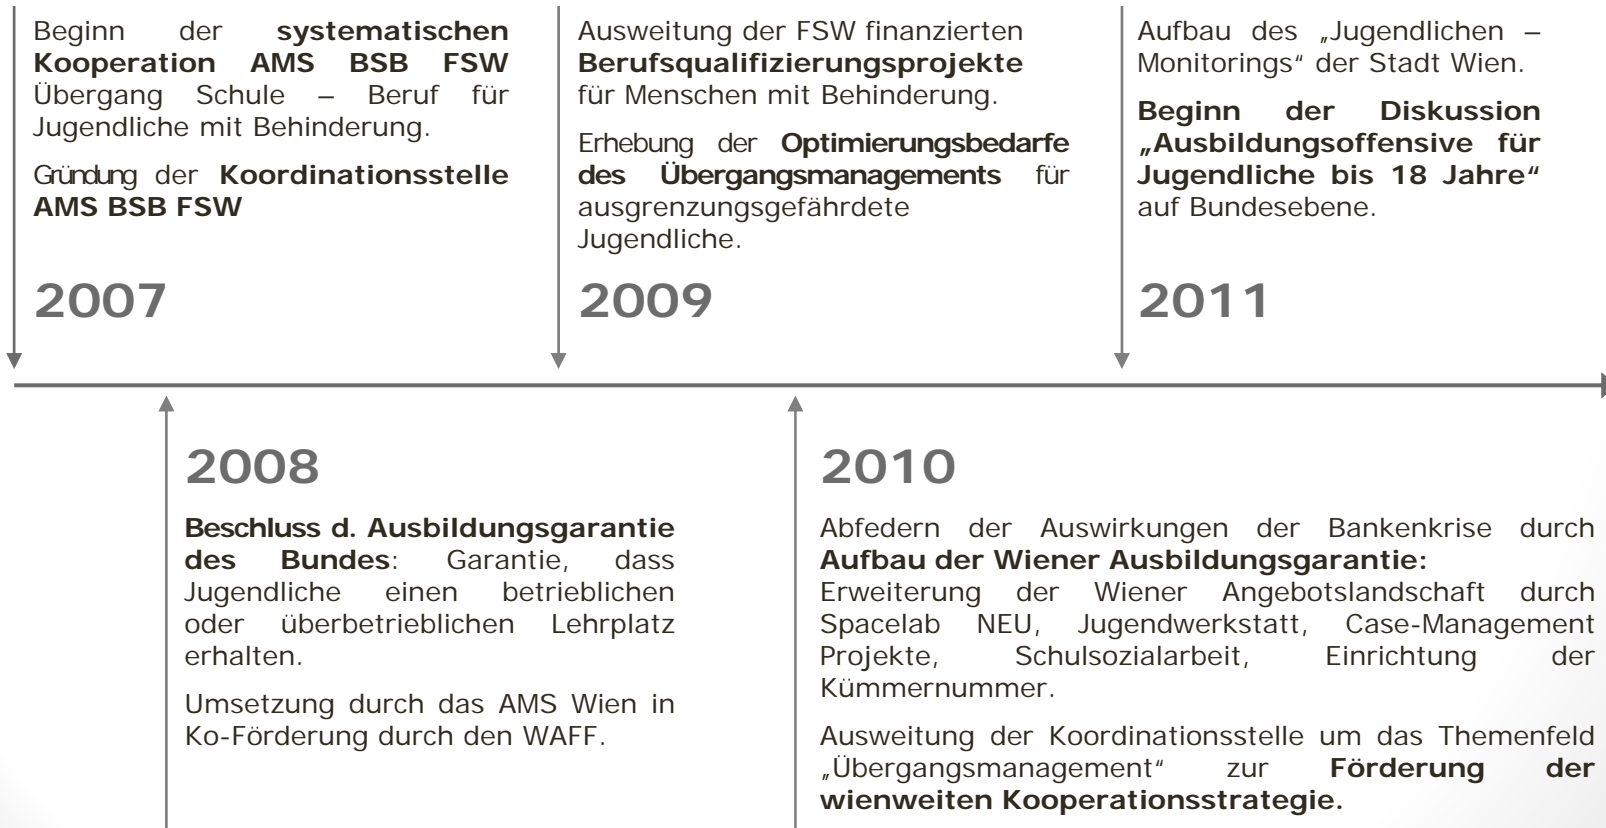 Beginn der systematischen
Kooperation AMS BSB FSW
Übergang Schule – Beruf für
Jugendliche mit Behinderung.
Gründung der Koordinationsstelle
AMS BSB FSW
2007
Ausweitung der FSW finanzierten
Berufsqualifizierungsprojekte
für Menschen mit Behinderung.
Erhebung der Optimierungsbedarfe
des Übergangsmanagements für
ausgrenzungsgefährdete
Jugendliche.
2009
Aufbau des „Jugendlichen –
Monitorings“ der Stadt Wien.
Beginn der Diskussion
„Ausbildungsoffensive für
Jugendliche bis 18 Jahre“
auf Bundesebene.
2011
2008
Beschluss d. Ausbildungsgarantie
des Bundes: Garantie, dass
Jugendliche einen betrieblichen
oder überbetrieblichen Lehrplatz
erhalten.
Umsetzung durch das AMS Wien in
Ko-Förderung durch den WAFF.
2010
Abfedern der Auswirkungen der Bankenkrise durch
Aufbau der Wiener Ausbildungsgarantie:
Erweiterung der Wiener Angebotslandschaft durch
Spacelab NEU, Jugendwerkstatt, Case-Management
Projekte, Schulsozialarbeit, Einrichtung der
Kümmernummer.
Ausweitung der Koordinationsstelle um das Themenfeld
„Übergangsmanagement“ zur Förderung der
wienweiten Kooperationsstrategie.